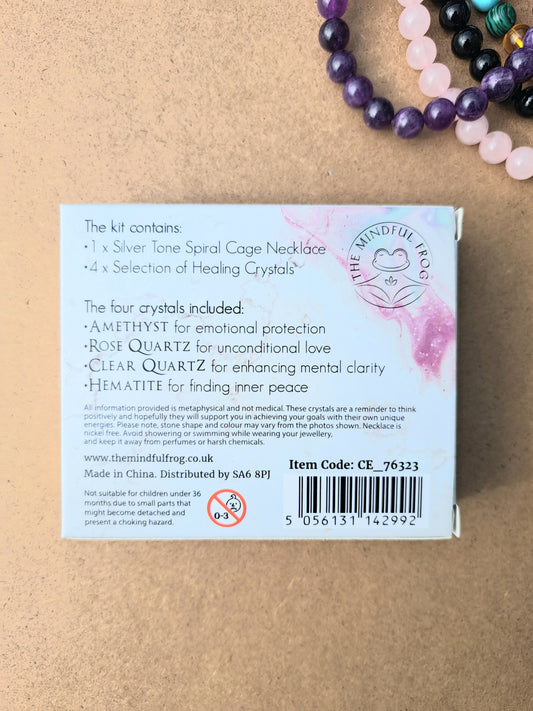 The kit contains:
•1 x Silver Tone Spiral Cage Necklace
•4 x Selection of Healing Crystals
THE MINDFUL FROG
The four crystals included:
•AMETHYST for emotional protection
•ROSE QUARTZ for unconditional love
•CLEAR QUARTZ for enhancing mental clarity
•HEMATITE for finding inner peace
All information provided is metaphysical and not medical. These crystals are a reminder to think
positively and hopefully they will support you in achieving your goals with their own unique
energies. Please note, stone shape and colour may vary from the photos shown. Necklace is
nickel free. Avoid showering or swimming while wearing your jewellery,
and keep it away from perfumes or harsh chemicals.
www.themindfulfrog.co.uk
Made in China. Distributed by SA6 8PJ
Not suitable for children under 36
months due to small parts that
might become detached and
present a choking hazard.
0-3
Item Code: CE_76323
5 056131 142992